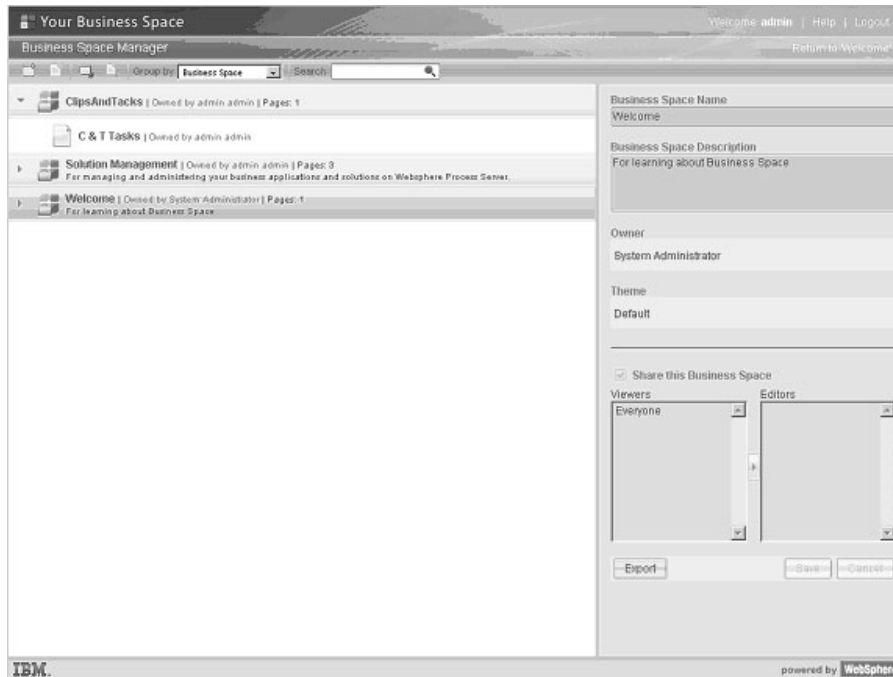 Your Business Space
Welcome admin | Help | Logout
Business Space Manager
Return to Welcome
Group by Business Space Search
ClipsAndTacks | Owned by admin admin | Pages: 1
C & T Tasks | Owned by admin admin
Solution Management | Owned by admin admin | Pages: 3
For managing and administering your business applications and solutions on Websphere Process Server.
Welcome | Owned by System Administrator | Pages: 1
For learning about Business Space
Business Space Name
Welcome
Business Space Description
For learning about Business Space
Owner
System Administrator
Theme
Default
Share this Business Space
Viewers Editors
Everyone
Export Save Cancel
IBM. powered by WebSphere